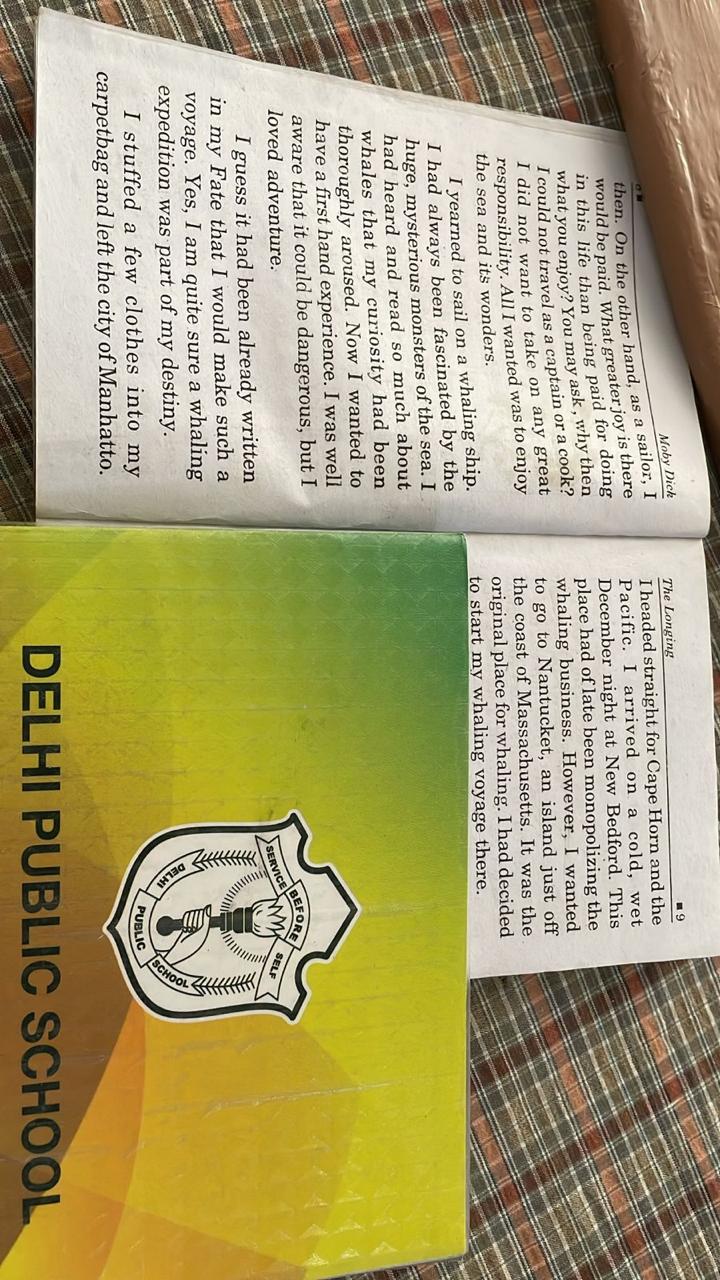 Moby Dick
then. On the other hand, as a sailor, I
would be paid. What greater joy is there
in this life than being paid for doing
what you enjoy? You may ask, why then
I could not travel as a captain or a cook?
I did not want to take on any great
responsibility. All I wanted was to enjoy
the sea and its wonders.
I yearned to sail on a whaling ship.
I had always been fascinated by the
huge, mysterious monsters of the sea. I
had heard and read so much about
whales that my curiosity had been
thoroughly aroused. Now I wanted to
have a first hand experience. I was well
aware that it could be dangerous, but I
loved adventure.
I guess it had been already written
in my Fate that I would make such a
voyage. Yes, I am quite sure a whaling
expedition was part of my destiny.
I stuffed a few clothes into my
carpetbag and left the city of Manhatto.
The Longing ■ 9
I headed straight for Cape Horn and the
Pacific. I arrived on a cold, wet
December night at New Bedford. This
place had of late been monopolizing the
whaling business. However, I wanted
to go to Nantucket, an island just off
the coast of Massachusetts. It was the
original place for whaling. I had decided
to start my whaling voyage there.
SERVICE BEFORE SELF
DELHI PUBLIC SCHOOL
DELHI PUBLIC SCHOOL